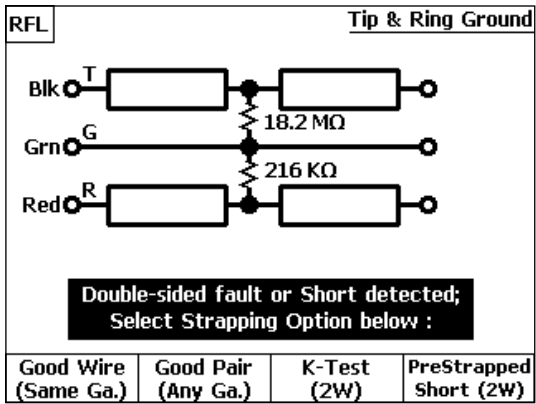 RFL
Tip & Ring Ground
Blk T
18.2 MΩ
Grn G
216 KΩ
Red R
Double-sided fault or Short detected;
Select Strapping Option below :
Good Wire
(Same Ga.)
Good Pair
(Any Ga.)
K-Test
(2W)
PreStrapped
Short (2W)